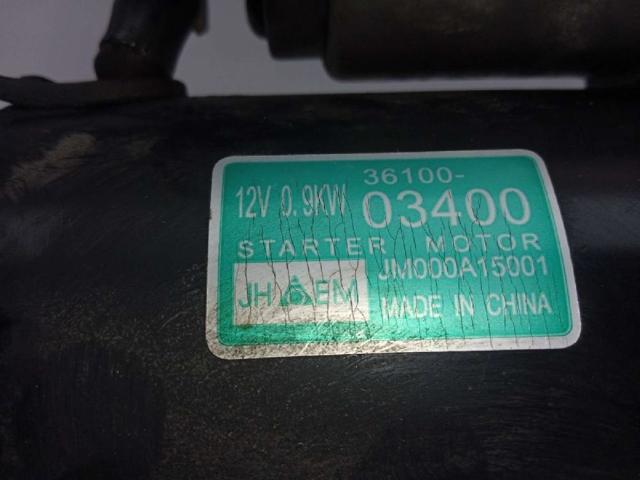 36100-
12V 0.9KW 03400
STARTER MOTOR
JM000A15001
JH EM
MADE IN CHINA